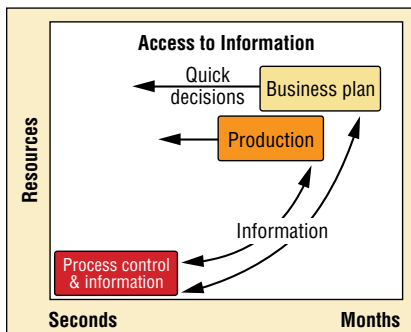 Access to Information
Quick
decisions
Business plan
Production
Resources
Information
Process control
& information
Seconds
Months